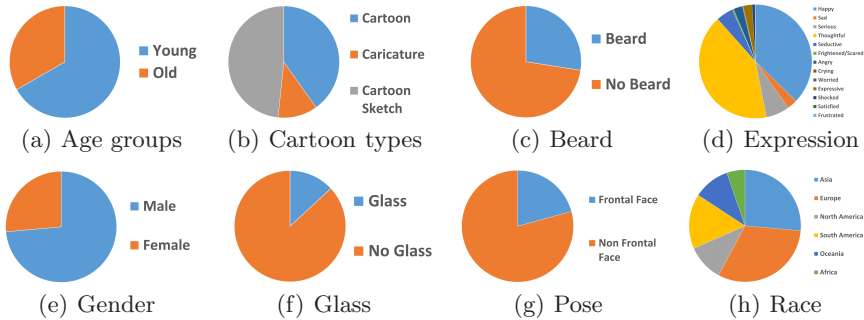 Young
Old
(a) Age groups
Cartoon
Caricature
Cartoon
Sketch
(b) Cartoon types
Beard
No Beard
(c) Beard
Happy
Sad
Serious
Thoughtful
Seductive
Frightened/Scared
Angry
Crying
Worried
Expressive
Shocked
Satisfied
Frustrated
(d) Expression
Male
Female
(e) Gender
Glass
No Glass
(f) Glass
Frontal Face
Non Frontal
Face
(g) Pose
Asia
Europe
North America
South America
Oceania
Africa
(h) Race